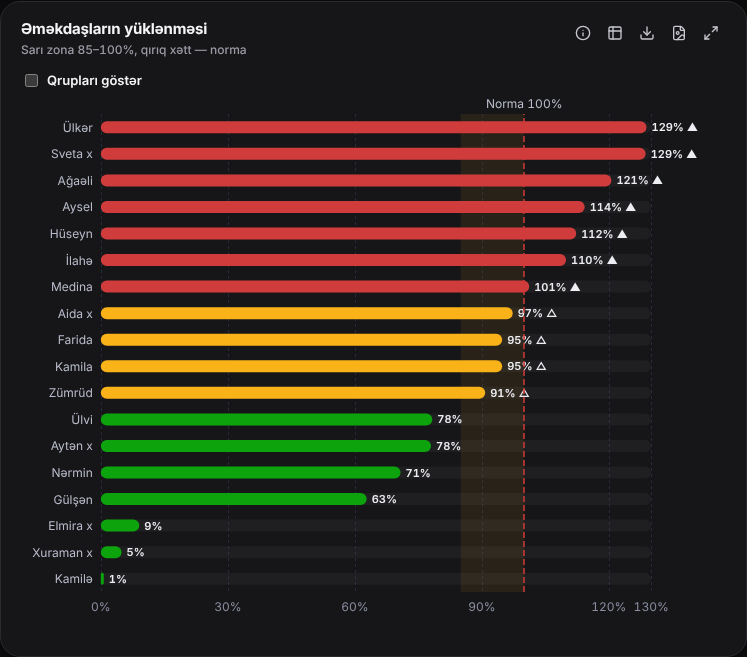 Əməkdaşların yüklənməsi
Sarı zona 85–100%, qırıq xətt — norma
Qrupları göstər
Norma 100%
Ülkər 129% ▲
Sveta x 129% ▲
Ağaəli 121% ▲
Aysel 114% ▲
Hüseyn 112% ▲
İlahə 110% ▲
Medina 101% ▲
Aida x 97% △
Farida 95% △
Kamila 95% △
Zümrüd 91% △
Ülvi 78%
Aytən x 78%
Nərmin 71%
Gülşən 63%
Elmira x 9%
Xuraman x 5%
Kamilə 1%
0% 30% 60% 90% 120% 130%